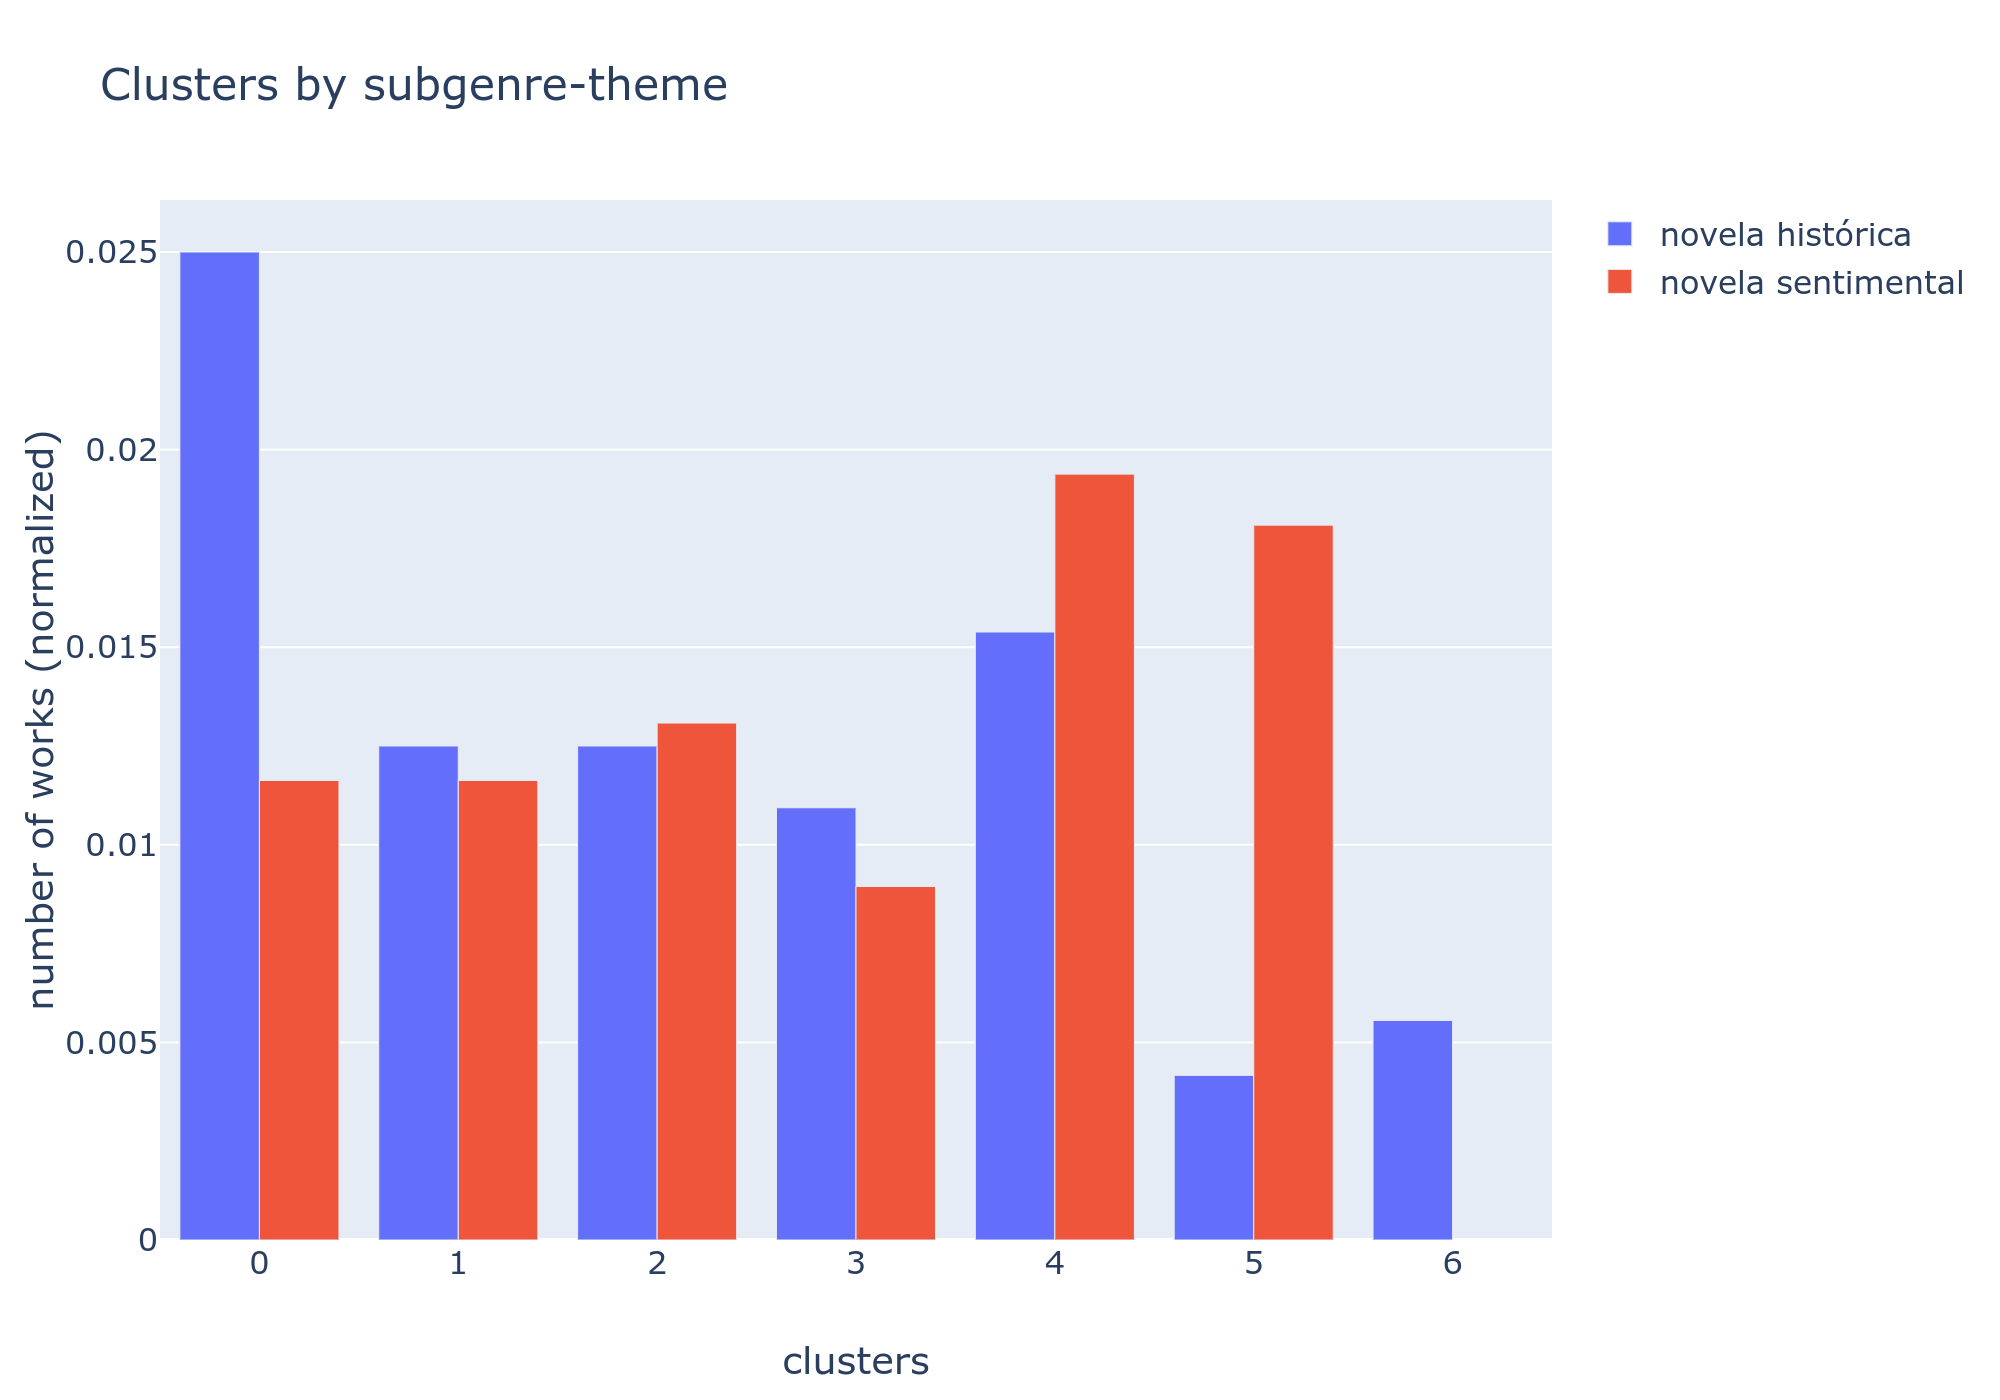 Clusters by subgenre-theme
novela histórica
novela sentimental
number of works (normalized)
0.025
0.02
0.015
0.01
0.005
0
0 1 2 3 4 5 6
clusters